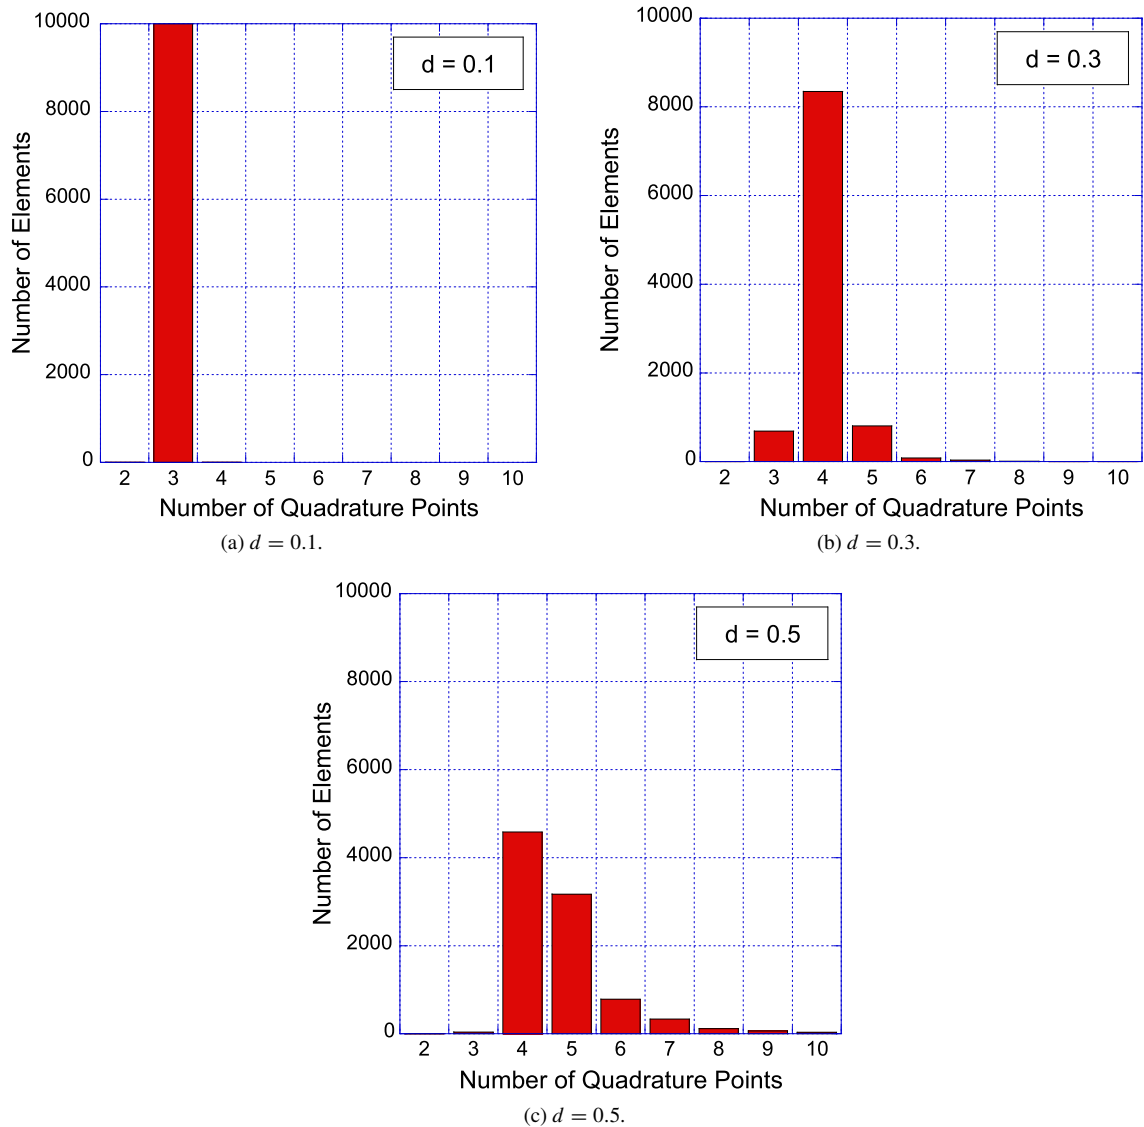 10000
8000
6000
4000
2000
0
Number of Elements
d = 0.1
2 3 4 5 6 7 8 9 10
Number of Quadrature Points
(a) d = 0.1.
10000
8000
6000
4000
2000
0
Number of Elements
d = 0.3
2 3 4 5 6 7 8 9 10
Number of Quadrature Points
(b) d = 0.3.
10000
8000
6000
4000
2000
0
Number of Elements
d = 0.5
2 3 4 5 6 7 8 9 10
Number of Quadrature Points
(c) d = 0.5.